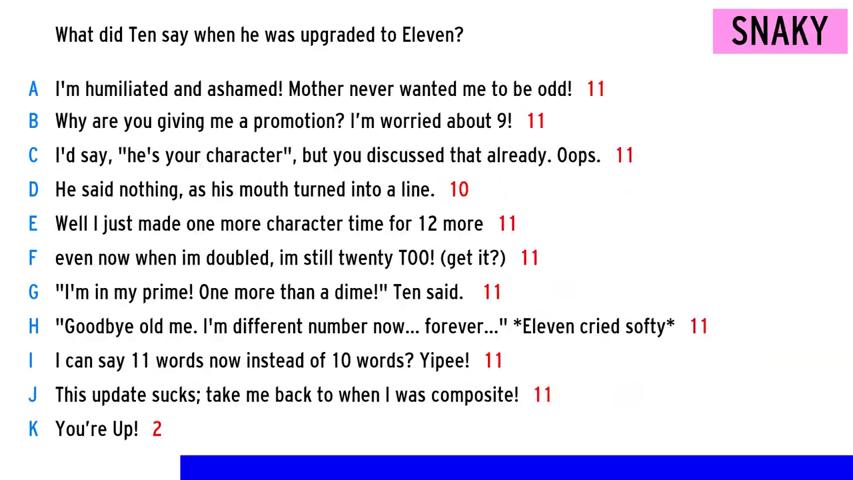 What did Ten say when he was upgraded to Eleven?
SNAKY
A I'm humiliated and ashamed! Mother never wanted me to be odd! 11
B Why are you giving me a promotion? I'm worried about 9! 11
C I'd say, "he's your character", but you discussed that already. Oops. 11
D He said nothing, as his mouth turned into a line. 10
E Well I just made one more character time for 12 more 11
F even now when im doubled, im still twenty TOO! (get it?) 11
G "I'm in my prime! One more than a dime!" Ten said. 11
H "Goodbye old me. I'm different number now... forever..." *Eleven cried softy* 11
I I can say 11 words now instead of 10 words? Yipee! 11
J This update sucks; take me back to when I was composite! 11
K You're Up! 2